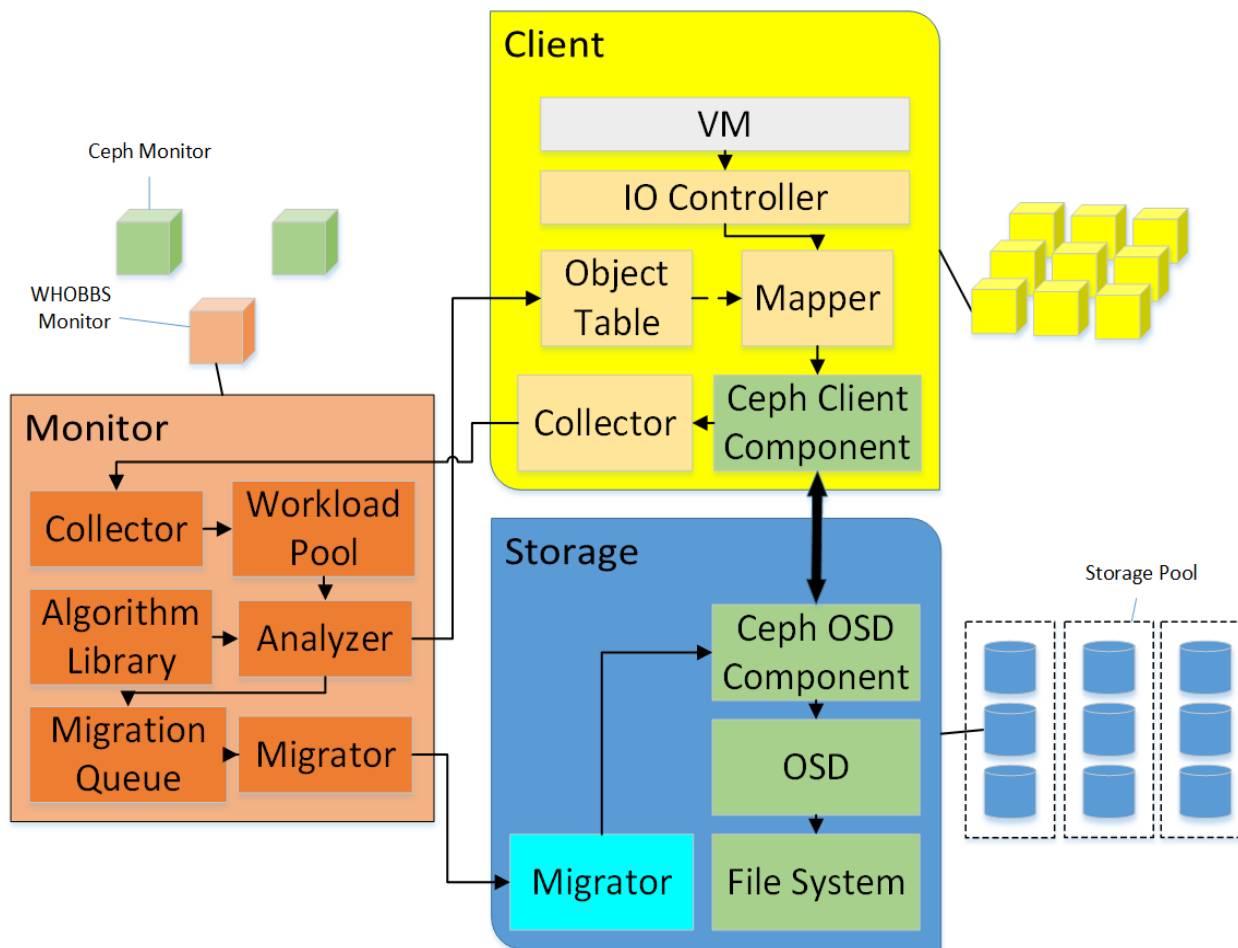 Client
VM
Ceph Monitor
IO Controller
Object
Table
Mapper
WHOBBS
Monitor
Collector
Ceph Client
Component
Monitor
Collector
Workload
Pool
Algorithm
Library
Analyzer
Migration
Queue
Migrator
Storage
Storage Pool
Ceph OSD
Component
OSD
Migrator
File System